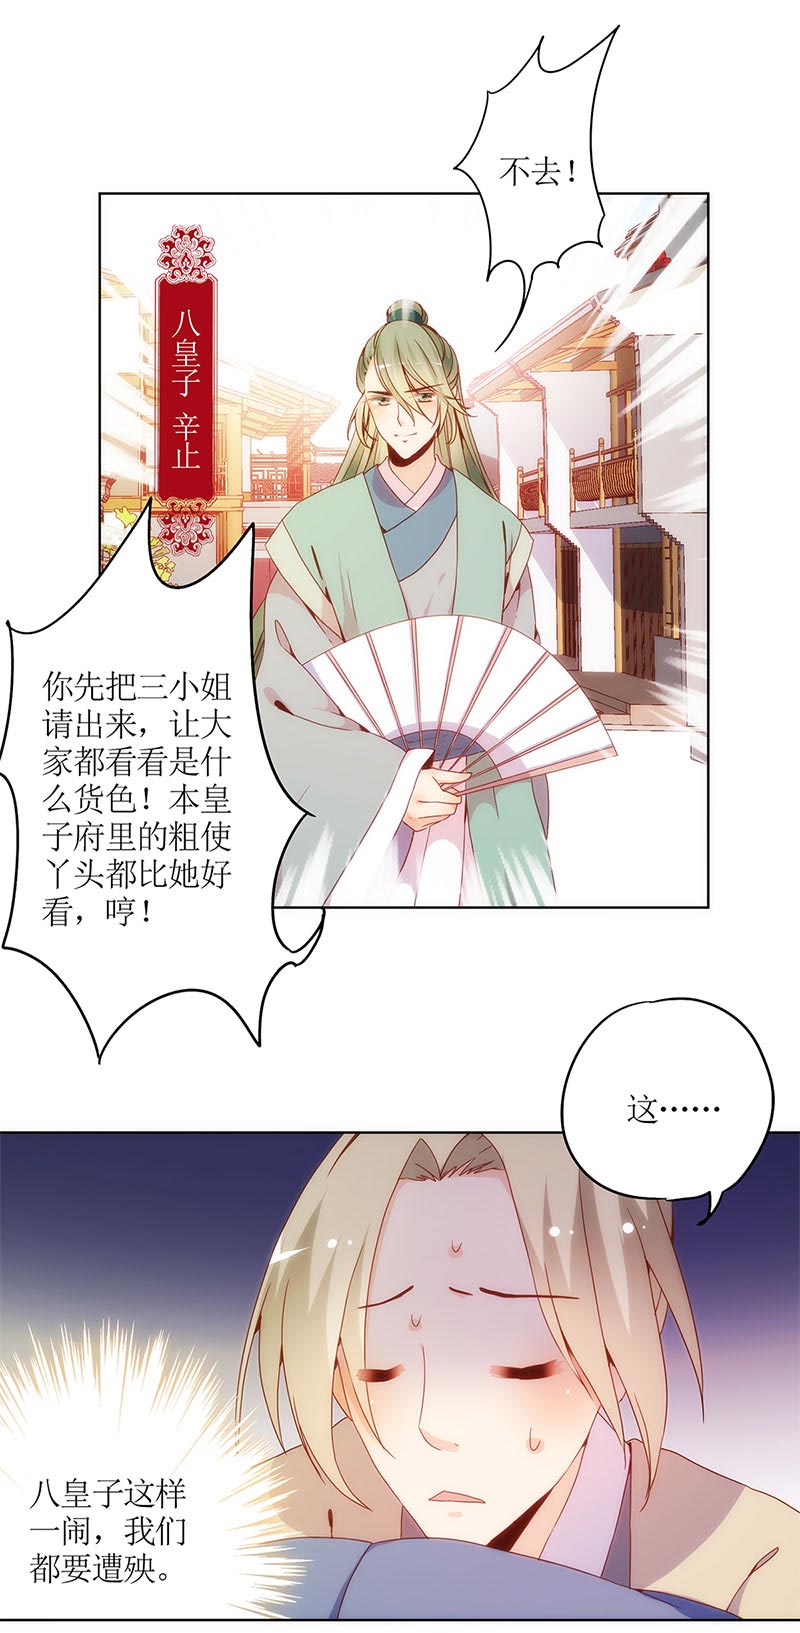 不去！
八皇子 辛止
你先把三小姐
请出来，让大
家都看看是什
么货色！本皇
子府里的粗使
丫头都比她好
看，哼！
这……
八皇子这样
一闹，我们
都要遭殃。